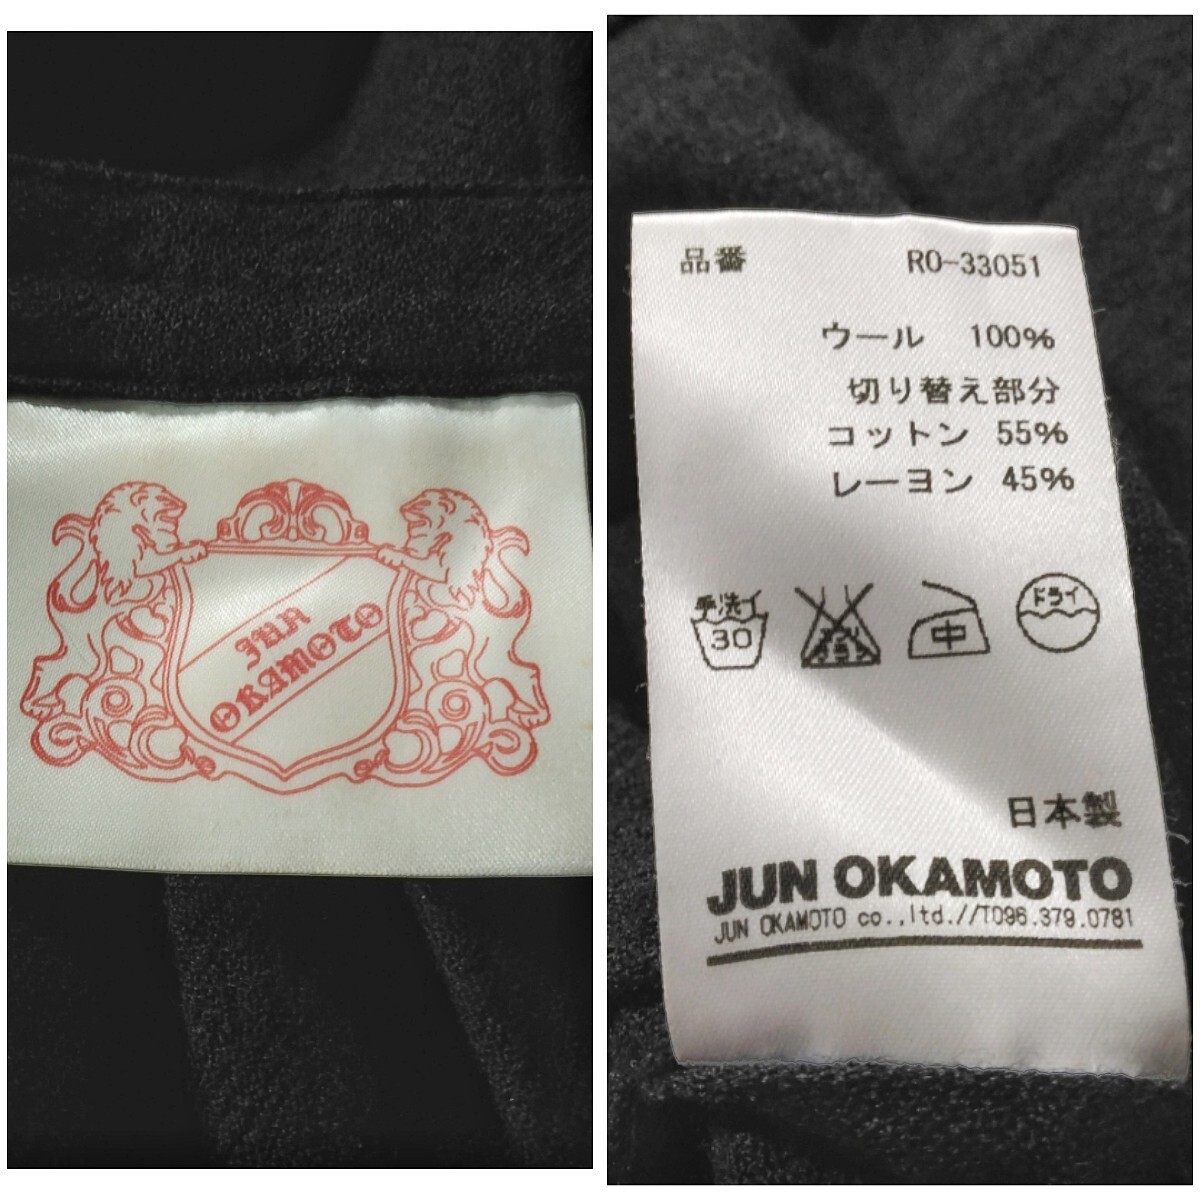 JUN
OKAMOTO
品番 RO-33051
ウール 100%
切り替え部分
コットン 55%
レーヨン 45%
手洗イ
30
中
ドライ
日本製
JUN OKAMOTO
JUN OKAMOTO co.,ltd.//T096.379.0781